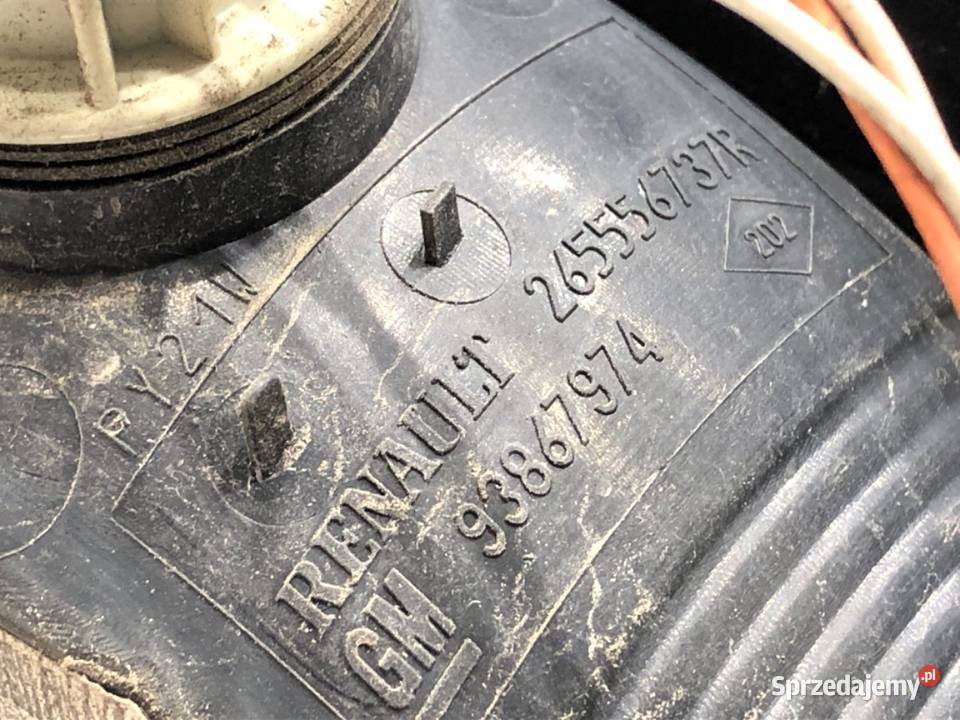 PY21W
RENAULT 265556737R
202
GM 93867974
Sprzedajemy.pl